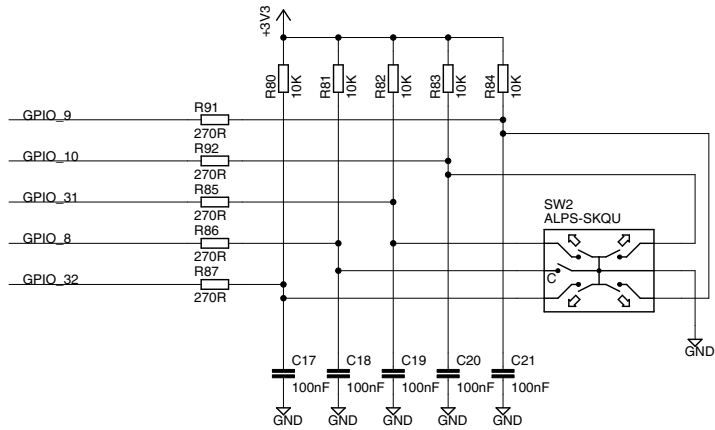 +3V3
R80
10K
R81
10K
R82
10K
R83
10K
R84
10K
GPIO_9
R91
270R
GPIO_10
R92
270R
GPIO_31
R85
270R
GPIO_8
R86
270R
GPIO_32
R87
270R
SW2
ALPS-SKQU
C
GND
C17
100nF
C18
100nF
C19
100nF
C20
100nF
C21
100nF
GND
GND
GND
GND
GND